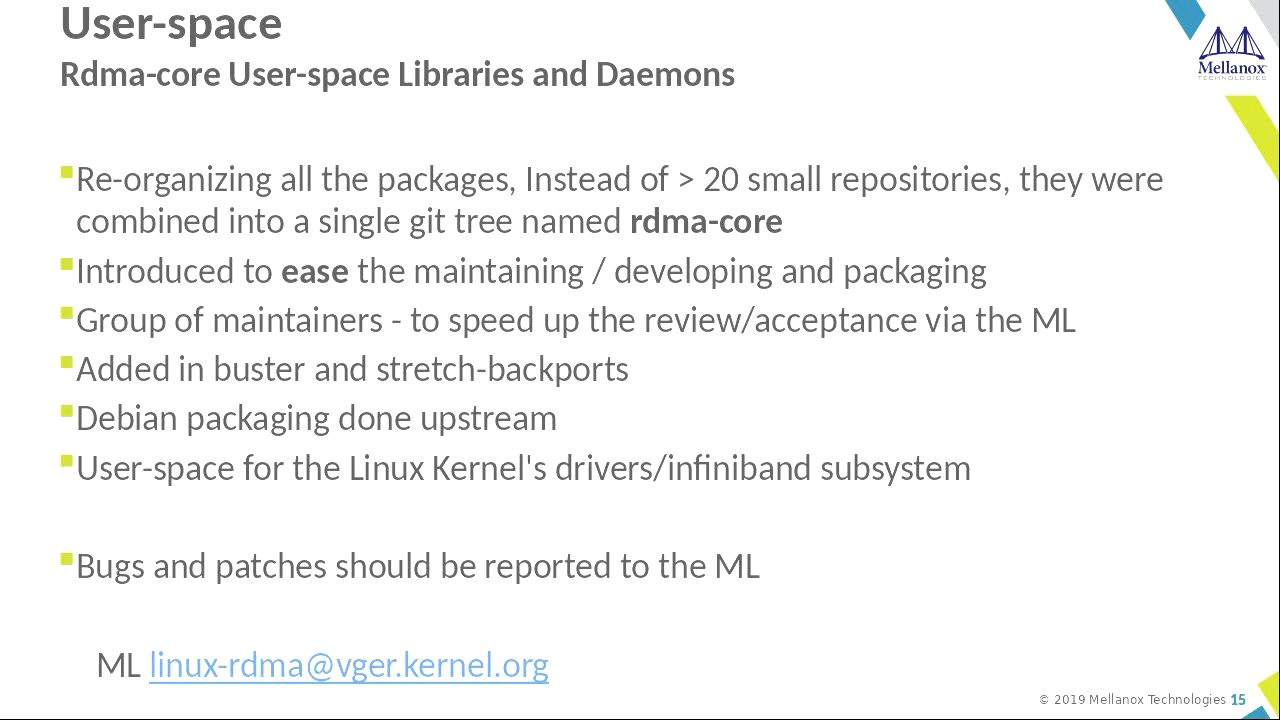 User-space
Rdma-core User-space Libraries and Daemons
Mellanox
TECHNOLOGIES
Re-organizing all the packages, Instead of > 20 small repositories, they were
combined into a single git tree named rdma-core
Introduced to ease the maintaining / developing and packaging
Group of maintainers - to speed up the review/acceptance via the ML
Added in buster and stretch-backports
Debian packaging done upstream
User-space for the Linux Kernel's drivers/infiniband subsystem
Bugs and patches should be reported to the ML
ML linux-rdma@vger.kernel.org
© 2019 Mellanox Technologies 15